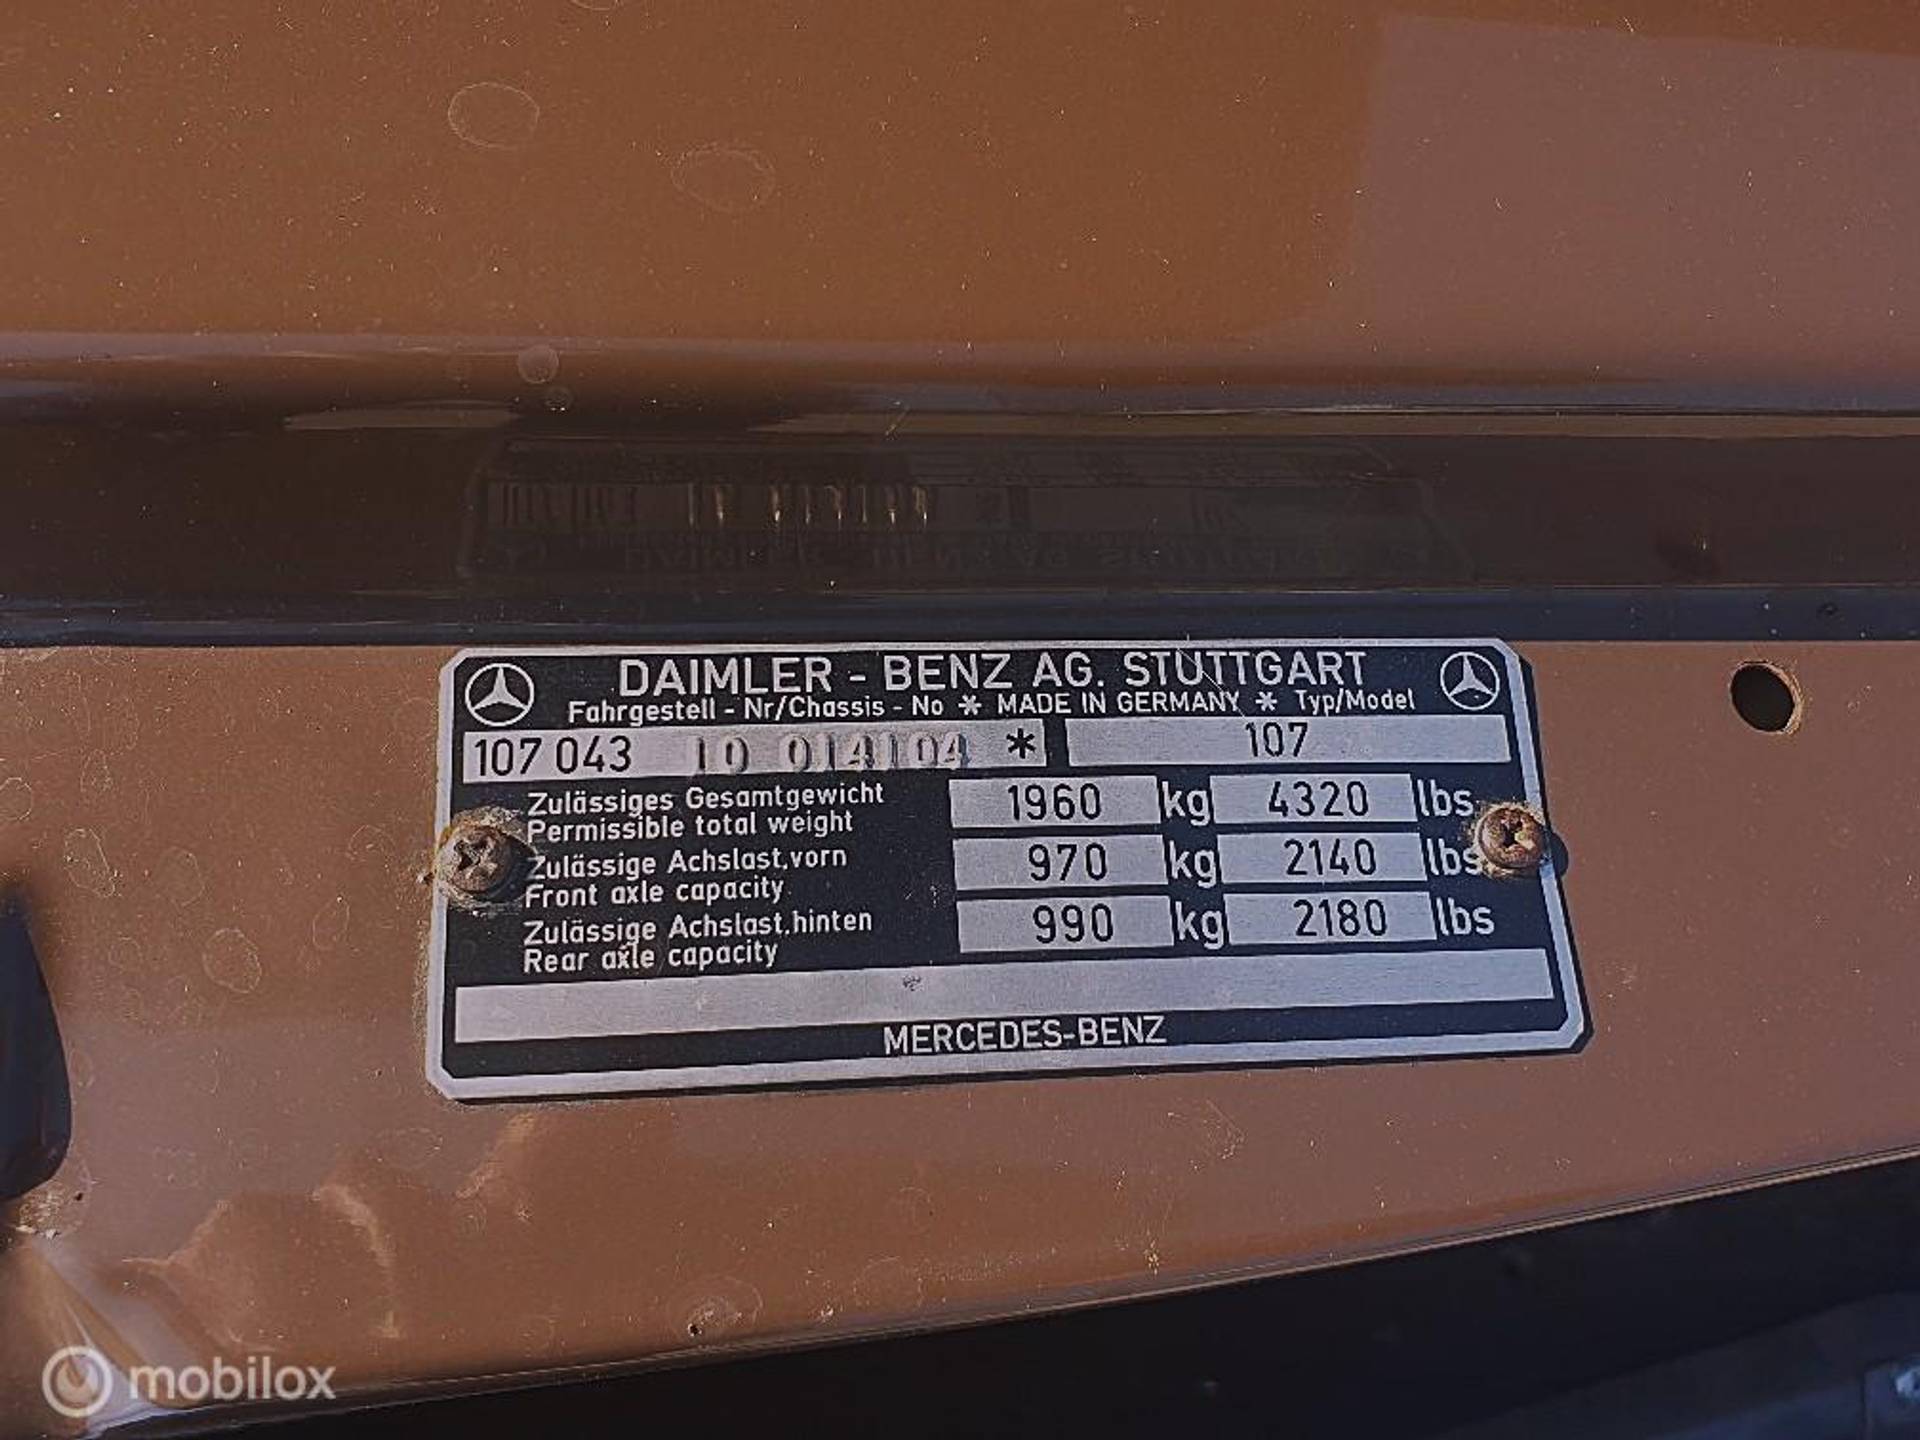 DAIMLER - BENZ AG. STUTTGART
Fahrgestell - Nr/Chassis - No * MADE IN GERMANY * Typ/Model
107 043 10 014104 * 107
Zulässiges Gesamtgewicht
Permissible total weight 1960 kg 4320 lbs
Zulässige Achslast.vorn
Front axle capacity 970 kg 2140 lbs
Zulässige Achslast.hinten
Rear axle capacity 990 kg 2180 lbs
MERCEDES-BENZ
mobilox